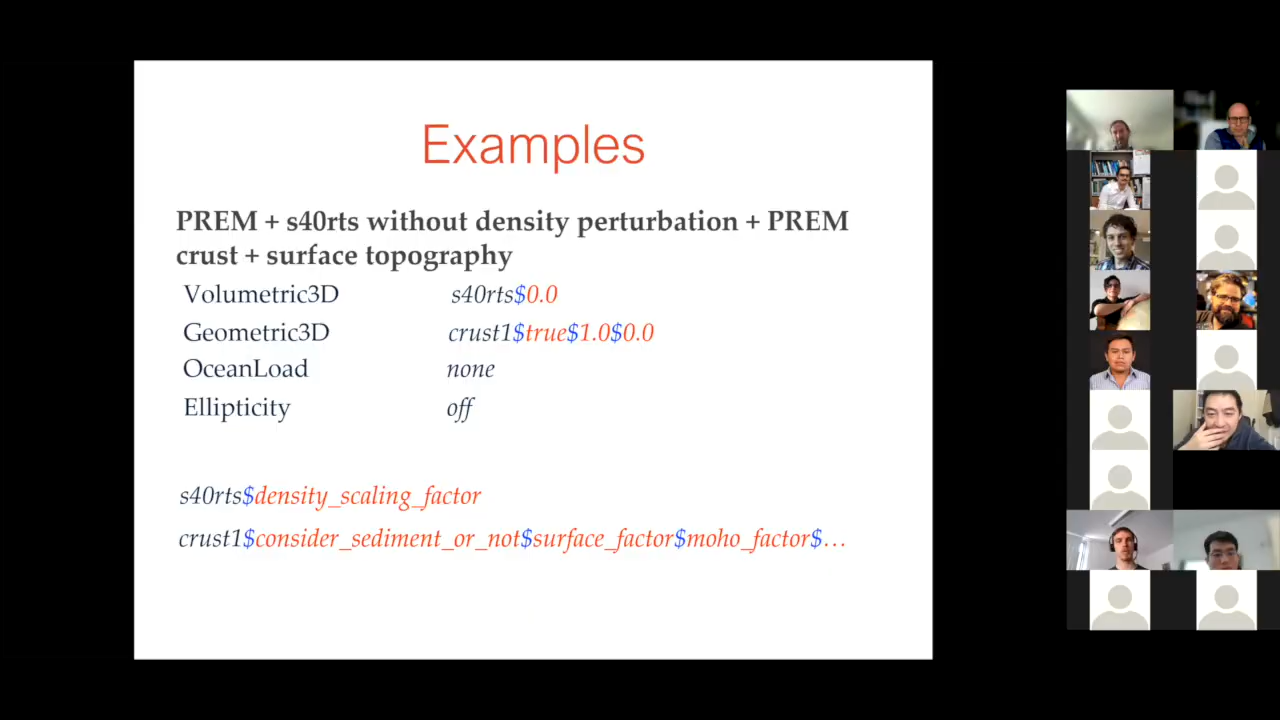 Examples
PREM + s40rts without density perturbation + PREM
crust + surface topography
Volumetric3D s40rts$0.0
Geometric3D crust1$true$1.0$0.0
OceanLoad none
Ellipticity off
s40rts$density_scaling_factor
crust1$consider_sediment_or_not$surface_factor$moho_factor$…